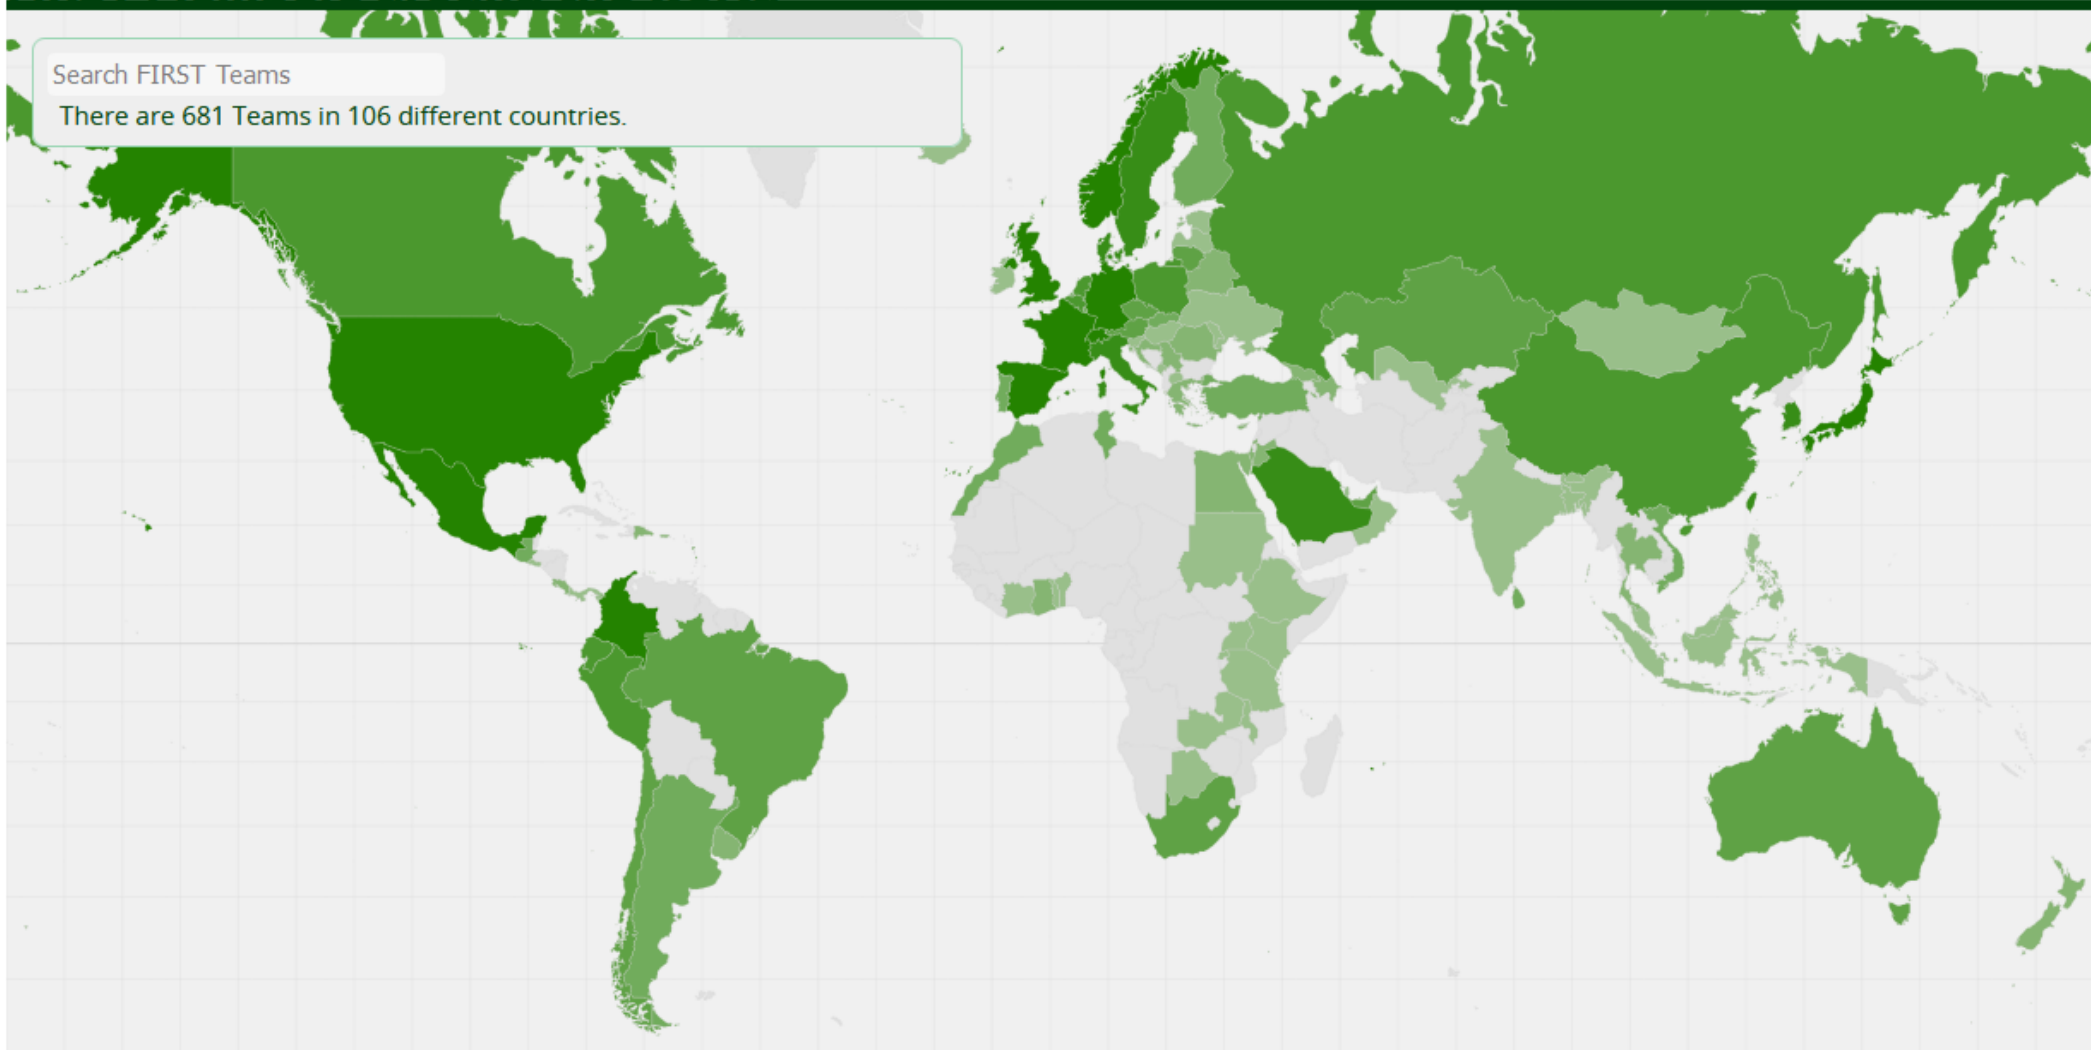 Search FIRST Teams
There are 681 Teams in 106 different countries.